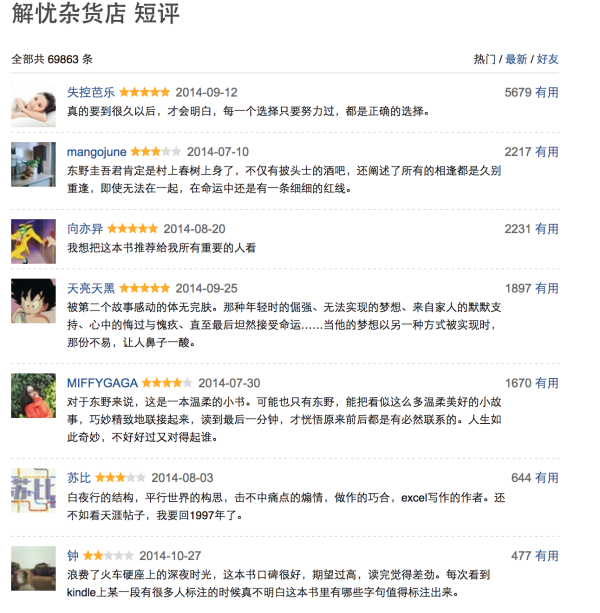 解忧杂货店 短评
全部共 69863 条
热门 / 最新 / 好友
失控芭乐 2014-09-12
5679 有用
真的要到很久以后，才会明白，每一个选择只要努力过，都是正确的选择。
mangojune 2014-07-10
2217 有用
东野圭吾君肯定是村上春树上身了，不仅有披头士的酒吧，还阐述了所有的相逢都是久别
重逢，即使无法在一起，在命运中还是有一条细细的红线。
向亦异 2014-08-20
2231 有用
我想把这本书推荐给我所有重要的人看
天亮天黑 2014-09-25
1897 有用
被第二个故事感动的体无完肤。那种年轻时的倔强、无法实现的梦想、来自家人的默默支
持、心中的悔过与愧疚、直至最后坦然接受命运……当他的梦想以另一种方式被实现时，
那份不易，让人鼻子一酸。
MIFFYGAGA 2014-07-30
1670 有用
对于东野来说，这是一本温柔的小书。可能也只有东野，能把看似这么多温柔美好的小故
事，巧妙精致地联接起来，读到最后一分钟，才恍悟原来前后都是有必然联系的。人生如
此奇妙，不好好过又对得起谁。
苏比
苏比 2014-08-03
644 有用
白夜行的结构，平行世界的构思，击不中痛点的煽情，做作的巧合，excel写作的作者。还
不如看天涯帖子，我要回1997年了。
钟 2014-10-27
477 有用
浪费了火车硬座上的深夜时光，这本书口碑很好，期望过高，读完觉得差劲。每次看到
kindle上某一段有很多人标注的时候真不明白这本书里有哪些字句值得标注出来。